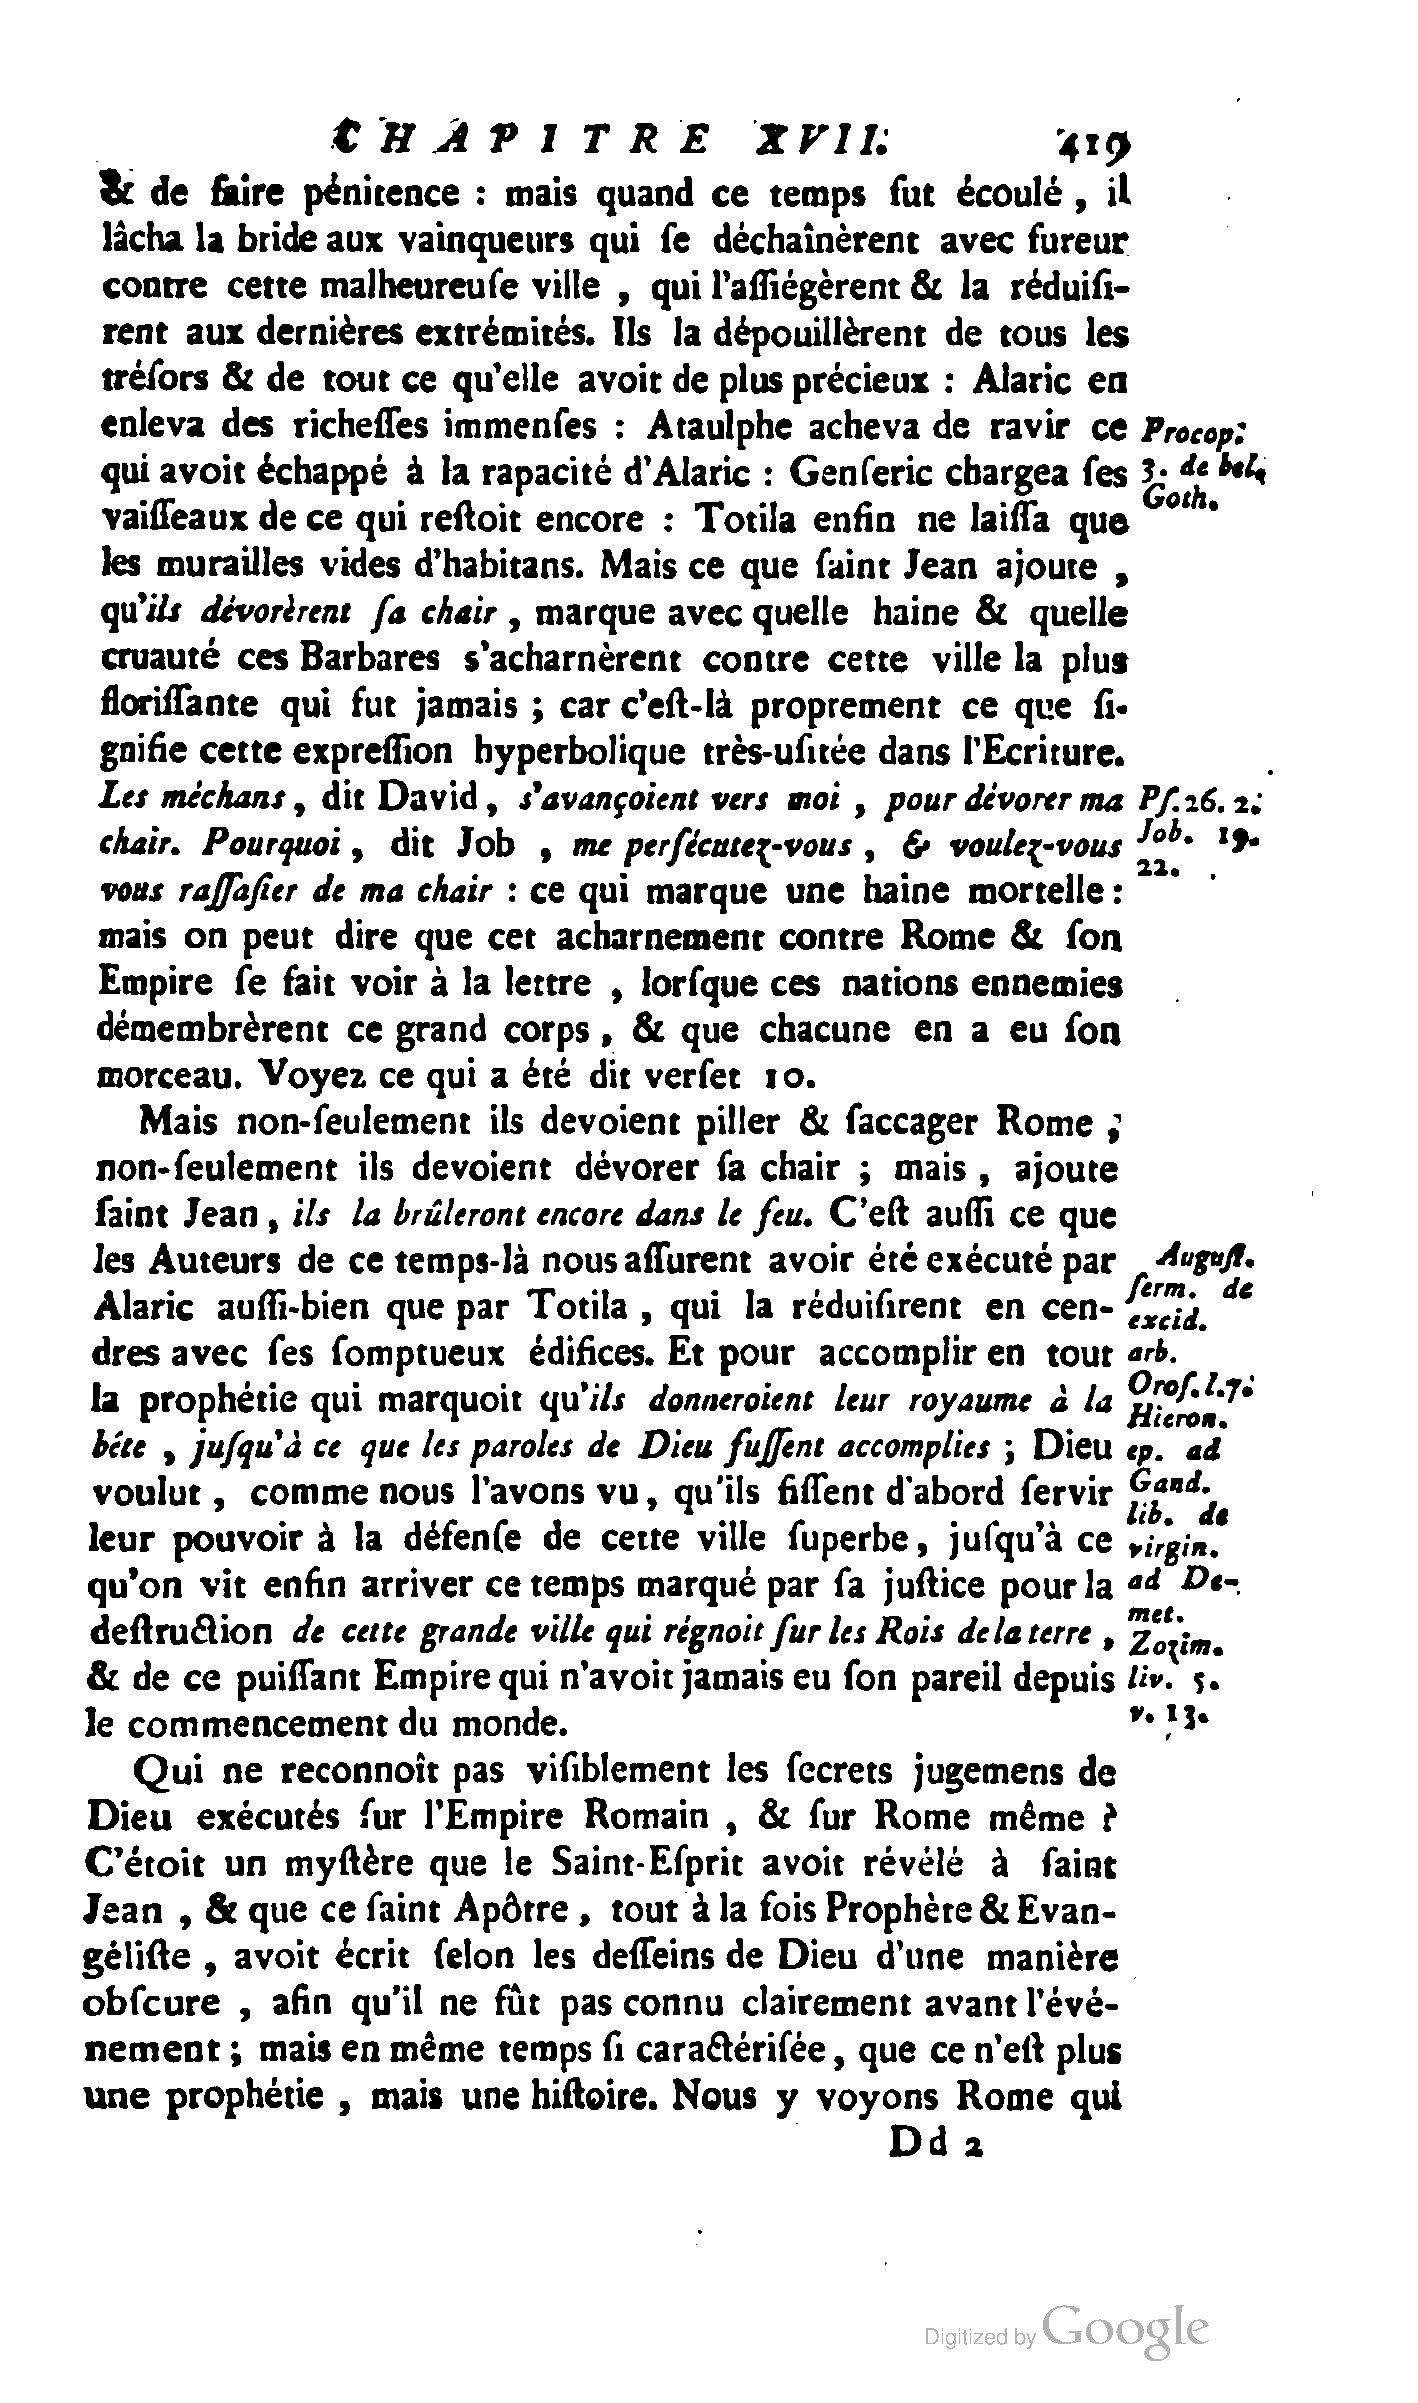 CHAPITRE XVII. 419
& de faire pénitence : mais quand ce temps fut écoulé , il
lâcha la bride aux vainqueurs qui ſe déchaînèrent avec fureur
contre cette malheureuſe ville , qui l'aſſiégèrent & la réduiſi-
rent aux dernières extrémités. Ils la dépouillèrent de tous les
tréſors & de tout ce qu'elle avoit de plus précieux : Alaric en
enleva des richeſſes immenſes : Ataulphe acheva de ravir ce
qui avoit échappé à la rapacité d'Alaric : Genſeric chargea ſes
vaiſſeaux de ce qui reſtoit encore : Totila enfin ne laiſſa que
les murailles vides d'habitans. Mais ce que ſaint Jean ajoute ,
qu'ils dévorèrent ſa chair , marque avec quelle haine & quelle
cruauté ces Barbares s'acharnèrent contre cette ville la plus
floriſſante qui fut jamais ; car c'eſt-là proprement ce que ſi-
gnifie cette expreſſion hyperbolique très-uſitée dans l'Ecriture.
Les méchans , dit David , s'avançoient vers moi , pour dévorer ma
chair. Pourquoi , dit Job , me perſécutez-vous , & voulez-vous
vous raſſaſier de ma chair : ce qui marque une haine mortelle :
mais on peut dire que cet acharnement contre Rome & ſon
Empire ſe fait voir à la lettre , lorſque ces nations ennemies
démembrèrent ce grand corps , & que chacune en a eu ſon
morceau. Voyez ce qui a été dit verſet 10.
Mais non-ſeulement ils devoient piller & ſaccager Rome ;
non-ſeulement ils devoient dévorer ſa chair ; mais , ajoute
ſaint Jean , ils la brûleront encore dans le feu. C'eſt auſſi ce que
les Auteurs de ce temps-là nous aſſurent avoir été exécuté par
Alaric auſſi-bien que par Totila , qui la réduiſirent en cen-
dres avec ſes ſomptueux édifices. Et pour accomplir en tout
la prophétie qui marquoit qu'ils donneroient leur royaume à la
bête , juſqu'à ce que les paroles de Dieu fuſſent accomplies ; Dieu
voulut , comme nous l'avons vu , qu'ils fiſſent d'abord ſervir
leur pouvoir à la défenſe de cette ville ſuperbe , juſqu'à ce
qu'on vit enfin arriver ce temps marqué par ſa juſtice pour la
deſtruction de cette grande ville qui régnoit ſur les Rois de la terre ,
& de ce puiſſant Empire qui n'avoit jamais eu ſon pareil depuis
le commencement du monde.
Qui ne reconnoît pas viſiblement les ſecrets jugemens de
Dieu exécutés ſur l'Empire Romain , & ſur Rome même ?
C'étoit un myſtère que le Saint-Eſprit avoit révélé à ſaint
Jean , & que ce ſaint Apôtre , tout à la fois Prophète & Evan-
géliſte , avoit écrit ſelon les deſſeins de Dieu d'une manière
obſcure , afin qu'il ne fût pas connu clairement avant l'évé-
nement ; mais en même temps ſi caractériſée , que ce n'eſt plus
une prophétie , mais une hiſtoire. Nous y voyons Rome qui
Dd 2
Procop.
3. de bel.
Goth.
Pſ. 26. 2.
Job. 19.
22.
Auguſt.
ſerm. de
excid.
arb.
Oroſ. l. 7.
Hieron.
ep. ad
Gand.
lib. de
virgin.
ad De-
met.
Zozim.
liv. 5.
v. 13.
Digitized by Google